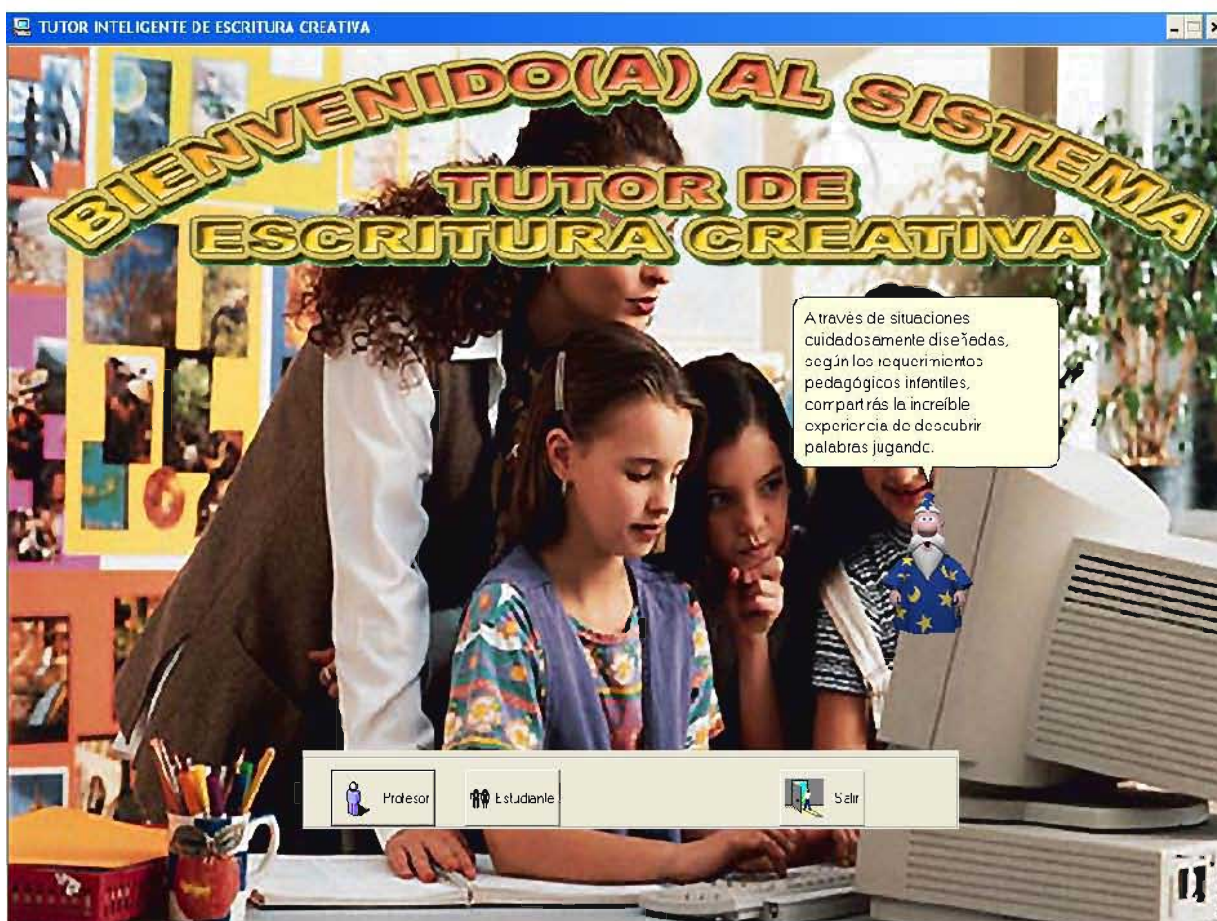 TUTOR INTELIGENTE DE ESCRITURA CREATIVA
BIENVENIDO(A) AL SISTEMA
TUTOR DE
ESCRITURA CREATIVA
A través de situaciones
cuidadosamente diseñadas,
según los requerimientos
pedagógicos infantiles,
compartirás la increíble
experiencia de descubrir
palabras jugando.
Profesor
Estudiante
Salir